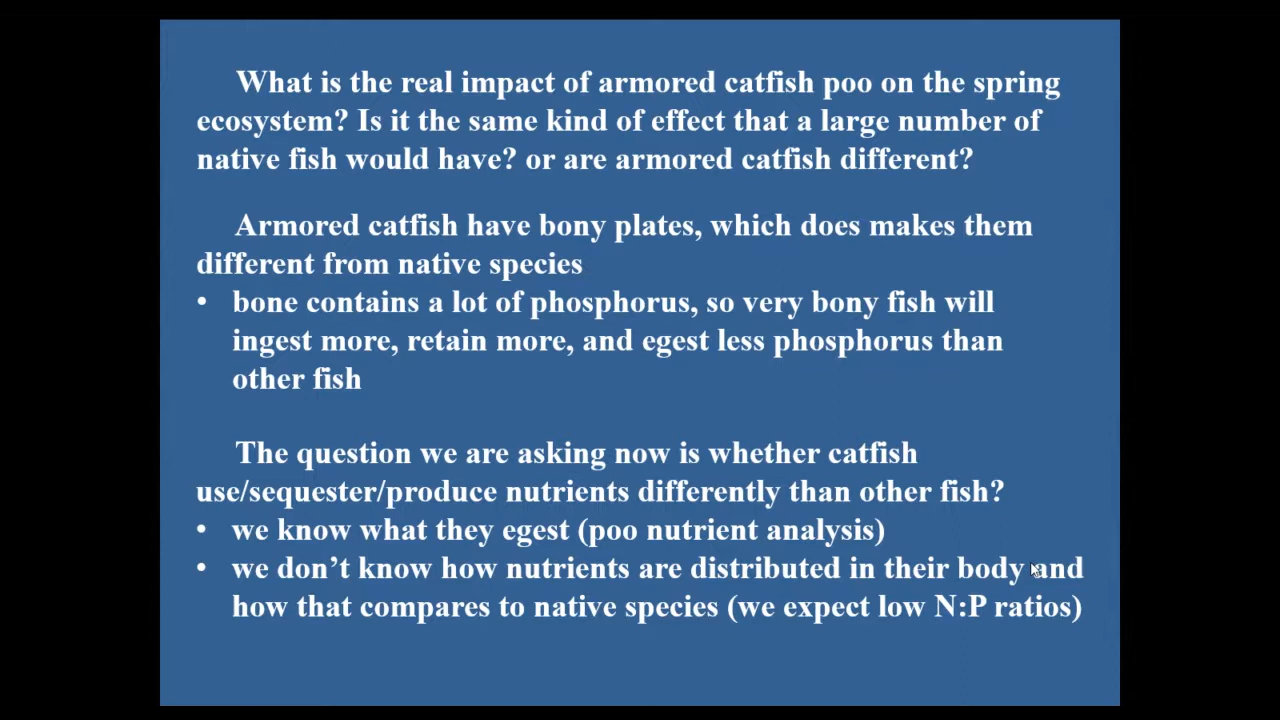 What is the real impact of armored catfish poo on the spring
ecosystem? Is it the same kind of effect that a large number of
native fish would have? or are armored catfish different?
Armored catfish have bony plates, which does makes them
different from native species
• bone contains a lot of phosphorus, so very bony fish will
ingest more, retain more, and egest less phosphorus than
other fish
The question we are asking now is whether catfish
use/sequester/produce nutrients differently than other fish?
• we know what they egest (poo nutrient analysis)
• we don’t know how nutrients are distributed in their body and
how that compares to native species (we expect low N:P ratios)